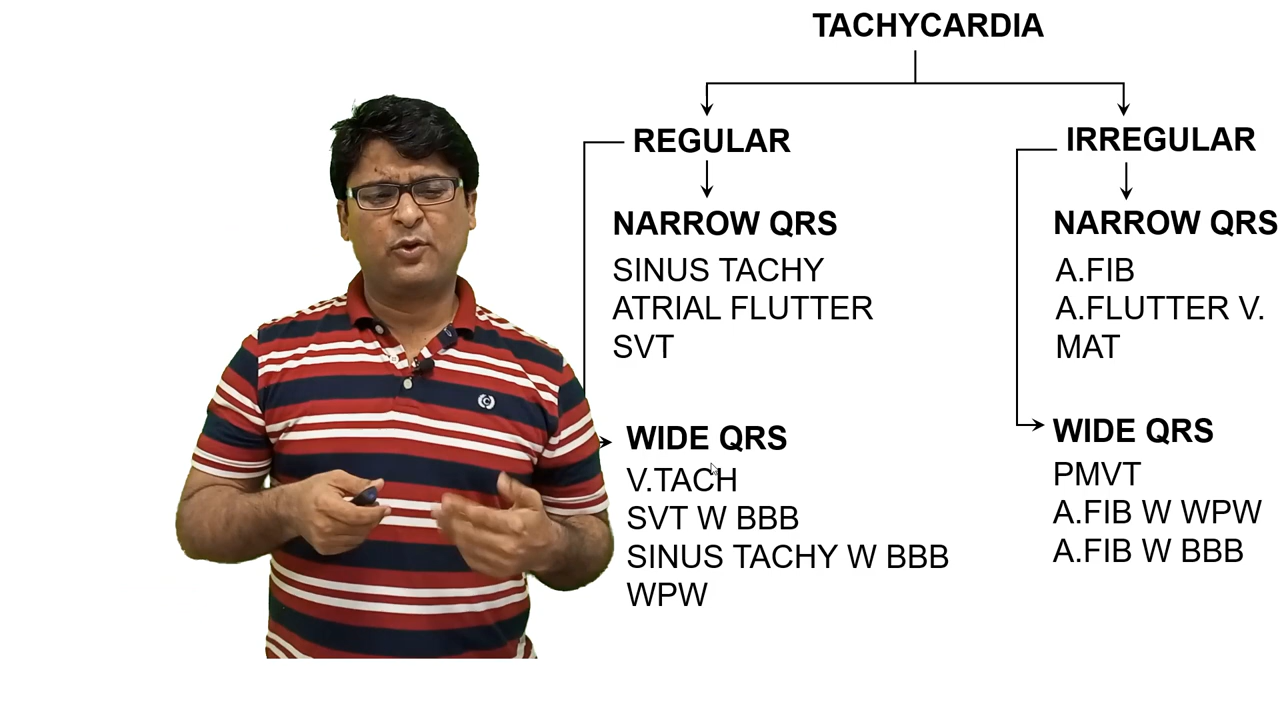 TACHYCARDIA
REGULAR
NARROW QRS
SINUS TACHY
ATRIAL FLUTTER
SVT
WIDE QRS
V.TACH
SVT W BBB
SINUS TACHY W BBB
WPW
IRREGULAR
NARROW QRS
A.FIB
A.FLUTTER V.
MAT
WIDE QRS
PMVT
A.FIB W WPW
A.FIB W BBB